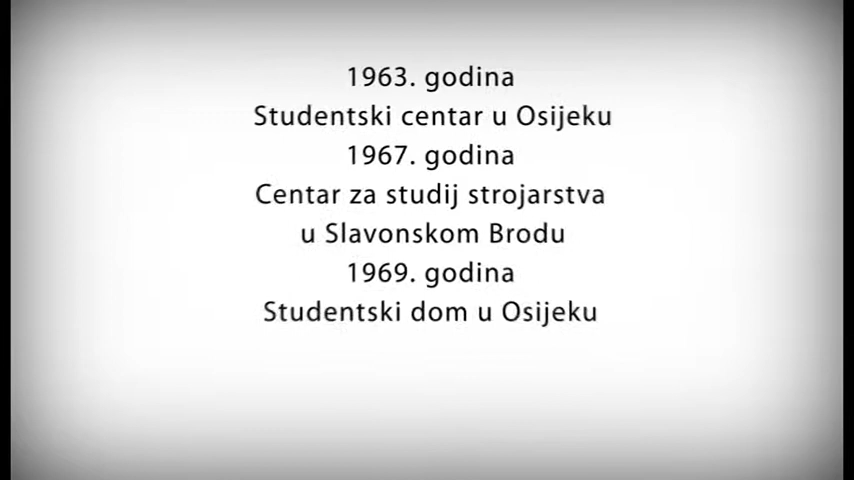 1963. godina
Studentski centar u Osijeku
1967. godina
Centar za studij strojarstva
u Slavonskom Brodu
1969. godina
Studentski dom u Osijeku